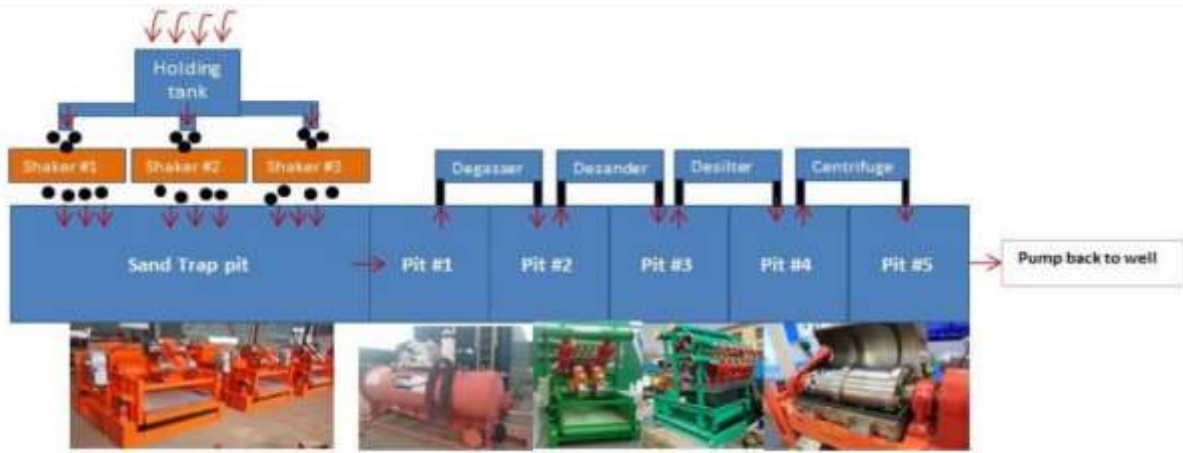 Holding
tank
Shaker #1
Shaker #2
Shaker #3
Degasser
Desander
Desilter
Centrifuge
Sand Trap pit
Pit #1
Pit #2
Pit #3
Pit #4
Pit #5
Pump back to well